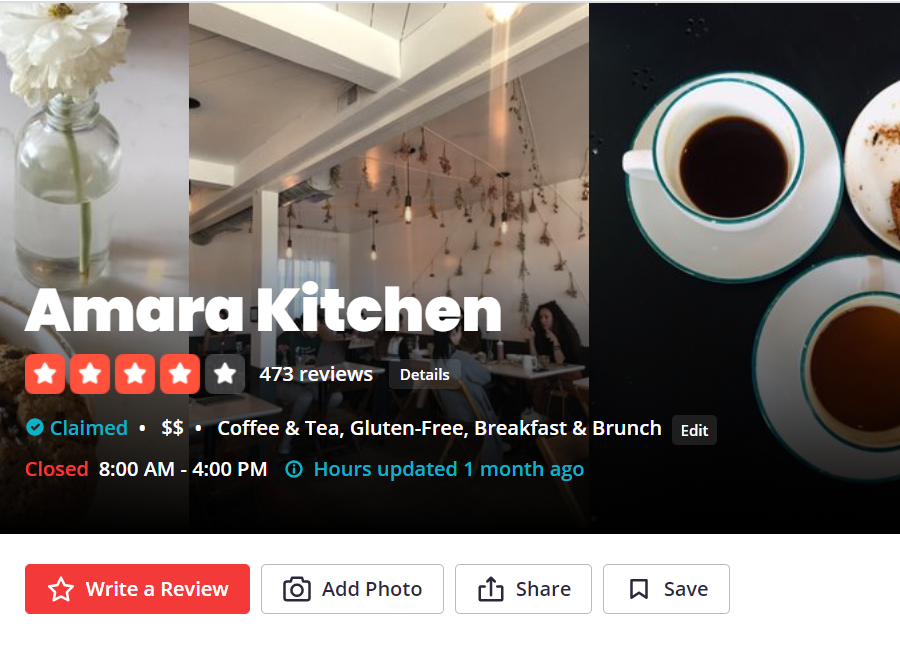 Amara Kitchen
473 reviews Details
Claimed • $$ • Coffee & Tea, Gluten-Free, Breakfast & Brunch Edit
Closed 8:00 AM - 4:00 PM Hours updated 1 month ago
Write a Review Add Photo Share Save